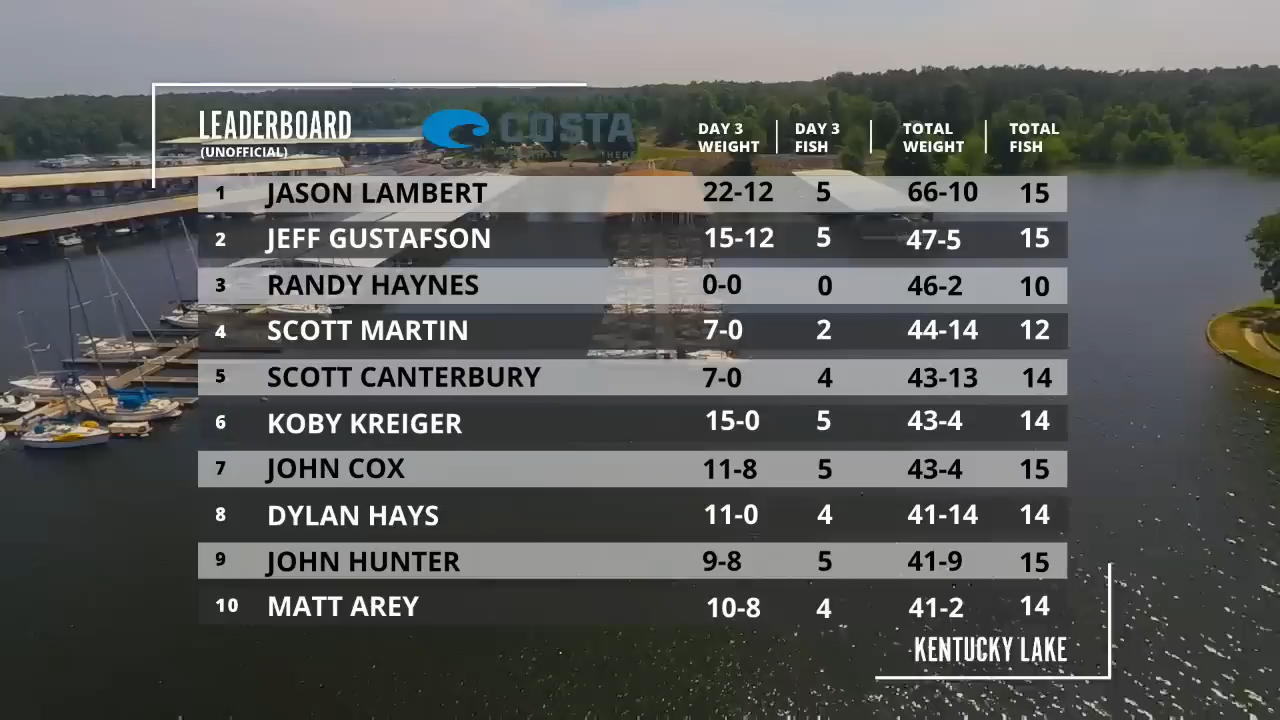 LEADERBOARD
(UNOFFICIAL)
COSTA
DAY 3 WEIGHT | DAY 3 FISH | TOTAL WEIGHT | TOTAL FISH
1 JASON LAMBERT 22-12 5 66-10 15
2 JEFF GUSTAFSON 15-12 5 47-5 15
3 RANDY HAYNES 0-0 0 46-2 10
4 SCOTT MARTIN 7-0 2 44-14 12
5 SCOTT CANTERBURY 7-0 4 43-13 14
6 KOBY KREIGER 15-0 5 43-4 14
7 JOHN COX 11-8 5 43-4 15
8 DYLAN HAYS 11-0 4 41-14 14
9 JOHN HUNTER 9-8 5 41-9 15
10 MATT AREY 10-8 4 41-2 14
KENTUCKY LAKE